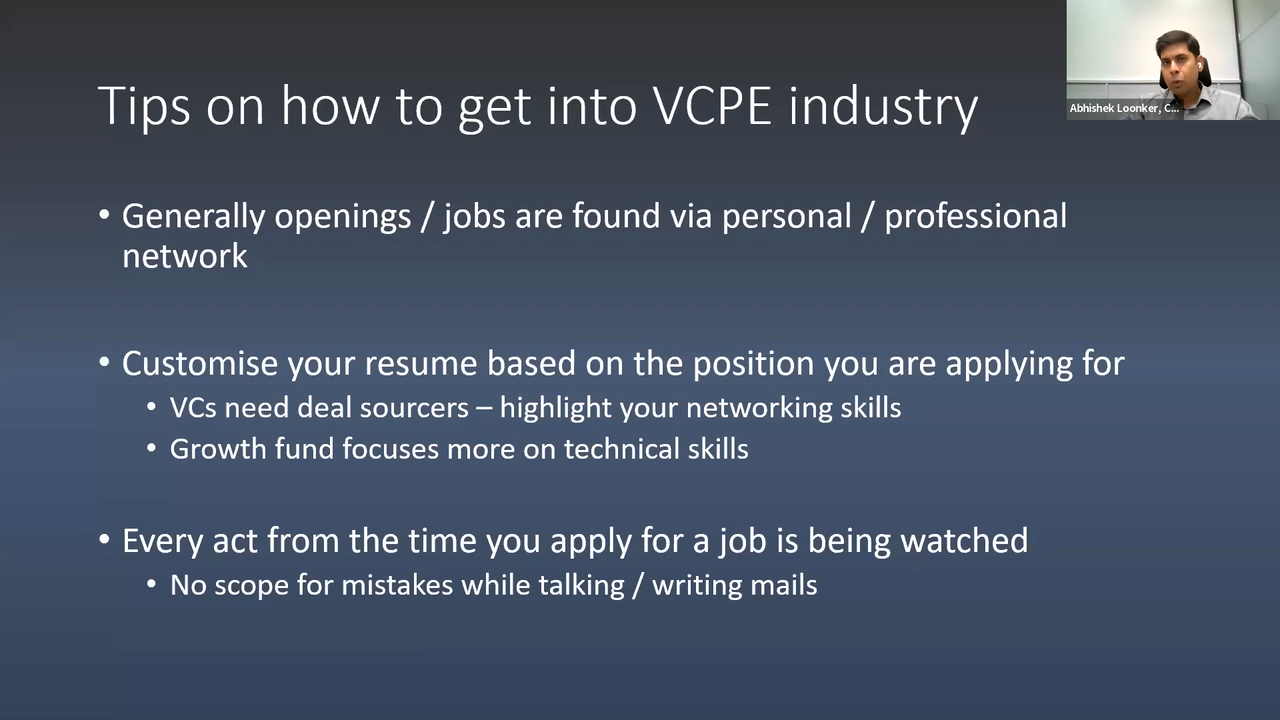 Tips on how to get into VCPE industry
Abhishek Loonker, C...
• Generally openings / jobs are found via personal / professional
network
• Customise your resume based on the position you are applying for
• VCs need deal sourcers – highlight your networking skills
• Growth fund focuses more on technical skills
• Every act from the time you apply for a job is being watched
• No scope for mistakes while talking / writing mails